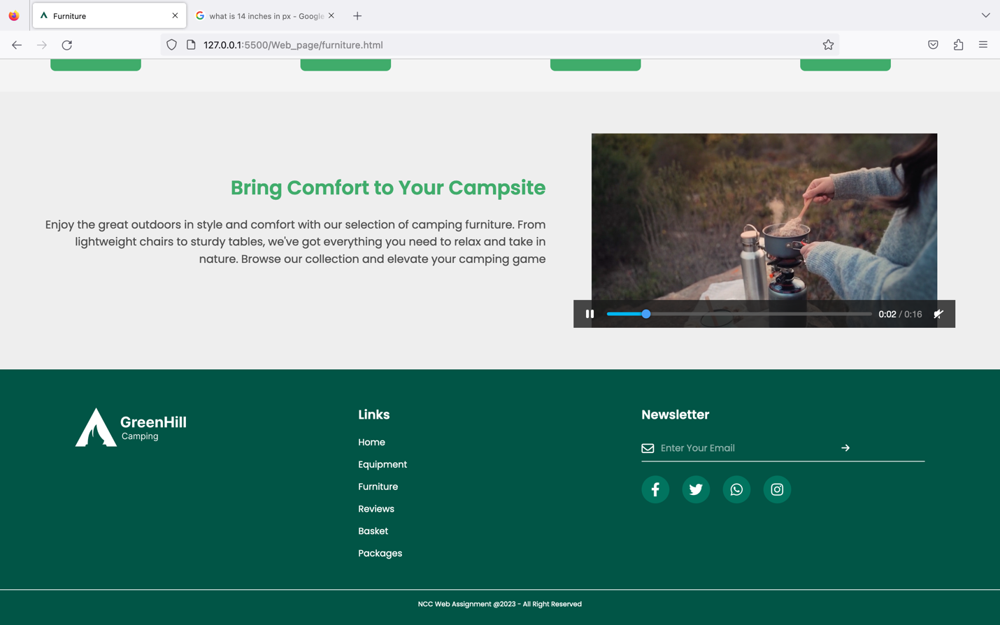 Furniture
what is 14 inches in px - Google
127.0.0.1:5500/Web_page/furniture.html
Bring Comfort to Your Campsite
Enjoy the great outdoors in style and comfort with our selection of camping furniture. From
lightweight chairs to sturdy tables, we've got everything you need to relax and take in
nature. Browse our collection and elevate your camping game
0:02 / 0:16
GreenHill
Camping
Links
Home
Equipment
Furniture
Reviews
Basket
Packages
Newsletter
Enter Your Email
NCC Web Assignment @2023 - All Right Reserved